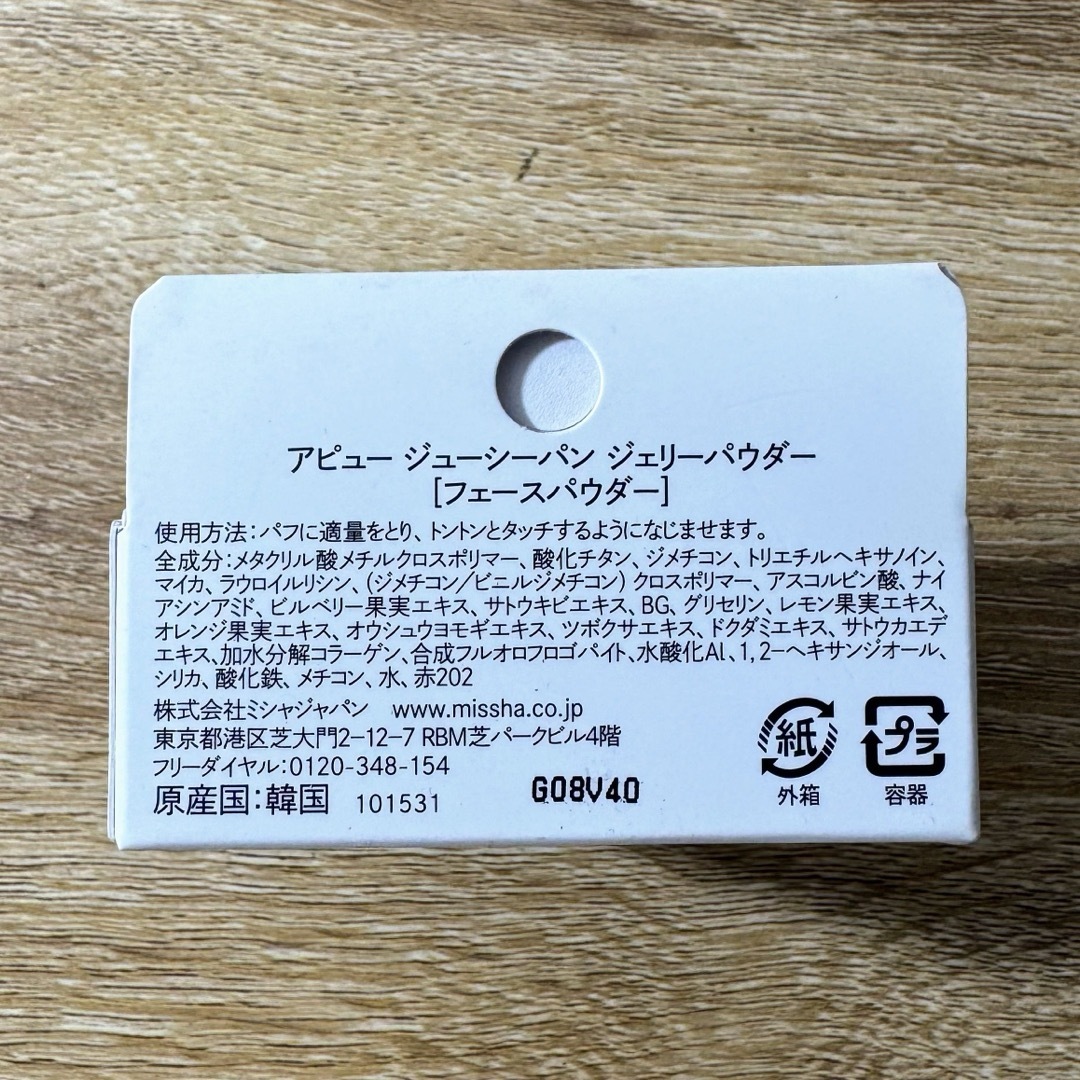 アピュー ジューシーパン ジェリーパウダー
[フェースパウダー]
使用方法：パフに適量をとり、トントンとタッチするようになじませます。
全成分：メタクリル酸メチルクロスポリマー、酸化チタン、ジメチコン、トリエチルヘキサノイン、
マイカ、ラウロイルリシン、(ジメチコン/ビニルジメチコン) クロスポリマー、アスコルビン酸、ナイ
アシンアミド、ビルベリー果実エキス、サトウキビエキス、BG、グリセリン、レモン果実エキス、
オレンジ果実エキス、オウシュウヨモギエキス、ツボクサエキス、ドクダミエキス、サトウカエデ
エキス、加水分解コラーゲン、合成フルオロフロゴパイト、水酸化Al、1,2-ヘキサンジオール、
シリカ、酸化鉄、メチコン、水、赤202
株式会社ミシャジャパン www.missha.co.jp
東京都港区芝大門2-12-7 RBM芝パークビル4階
フリーダイヤル：0120-348-154
原産国：韓国 101531
G08V40
紙
外箱
プラ
容器